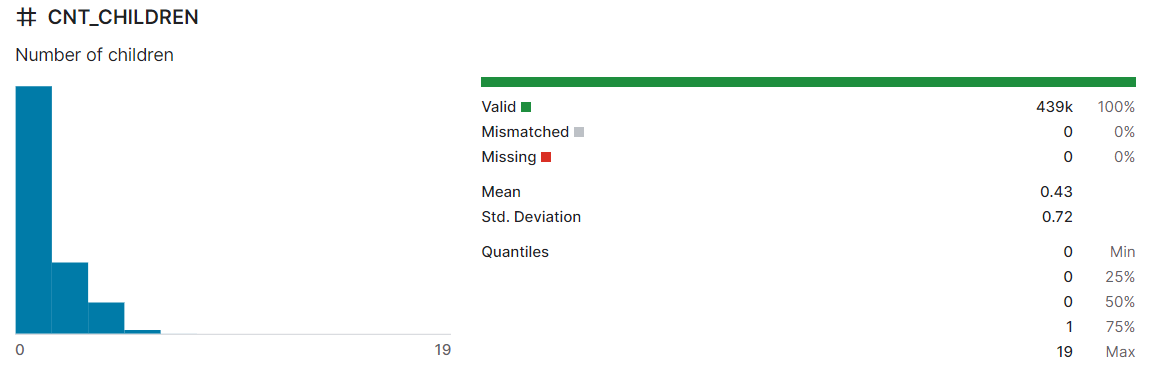 # CNT_CHILDREN
Number of children
0 19
Valid 439k 100%
Mismatched 0 0%
Missing 0 0%
Mean 0.43
Std. Deviation 0.72
Quantiles 0 Min
0 25%
0 50%
1 75%
19 Max